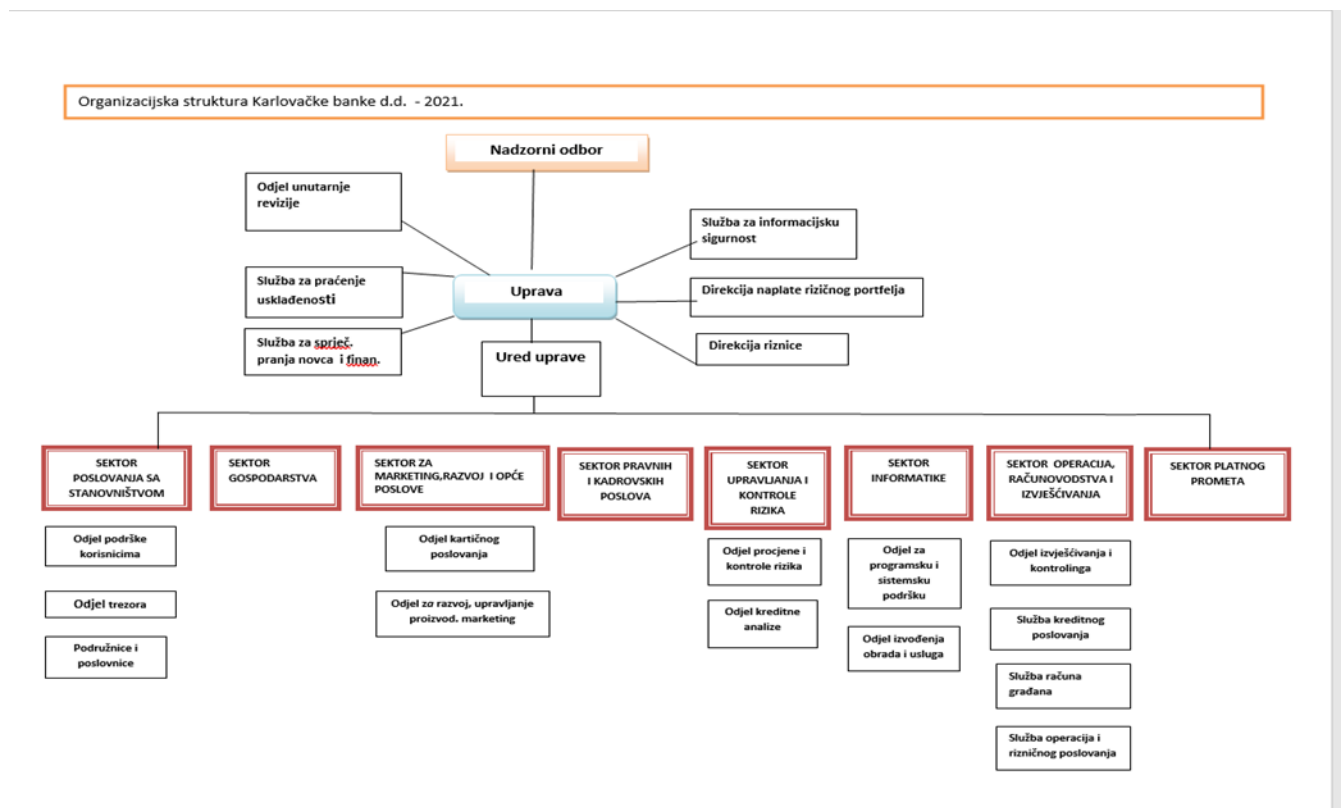 Organizacijska struktura Karlovačke banke d.d.  - 2021.
Nadzorni odbor
Odjel unutarnje
revizije
Služba za informacijsku
sigurnost
Služba za praćenje
usklađenosti
Uprava
Direkcija naplate rizičnog portfelja
Služba za sprječ.
pranja novca  i finan.
Ured uprave
Direkcija riznice
SEKTOR
POSLOVANJA SA
STANOVNIŠTVOM
SEKTOR
GOSPODARSTVA
SEKTOR ZA
MARKETING,RAZVOJ  I OPĆE
POSLOVE
SEKTOR PRAVNIH
I KADROVSKIH
POSLOVA
SEKTOR
UPRAVLJANJA I
KONTROLE
RIZIKA
SEKTOR
INFORMATIKE
SEKTOR  OPERACIJA,
RAČUNOVODSTVA I
IZVJEŠĆIVANJA
SEKTOR PLATNOG
PROMETA
Odjel podrške
korisnicima
Odjel trezora
Podružnice i
poslovnice
Odjel kartičnog
poslovanja
Odjel za razvoj, upravljanje
proizvod. marketing
Odjel procjene i
kontrole rizika
Odjel kreditne
analize
Odjel za
programsku i
sistemsku
podršku
Odjel izvođenja
obrada i usluga
Odjel izvješćivanja i
kontrolinga
Služba kreditnog
poslovanja
Služba računa
građana
Služba operacija i
rizničnog poslovanja